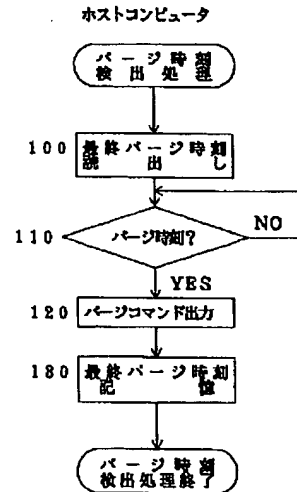 ホストコンピュータ
パージ時刻
検出処理
100
最終パージ時刻
読出し
110
パージ時刻?
NO
YES
120
パージコマンド出力
180
最終パージ時刻
記憶
パージ時刻
検出処理終了